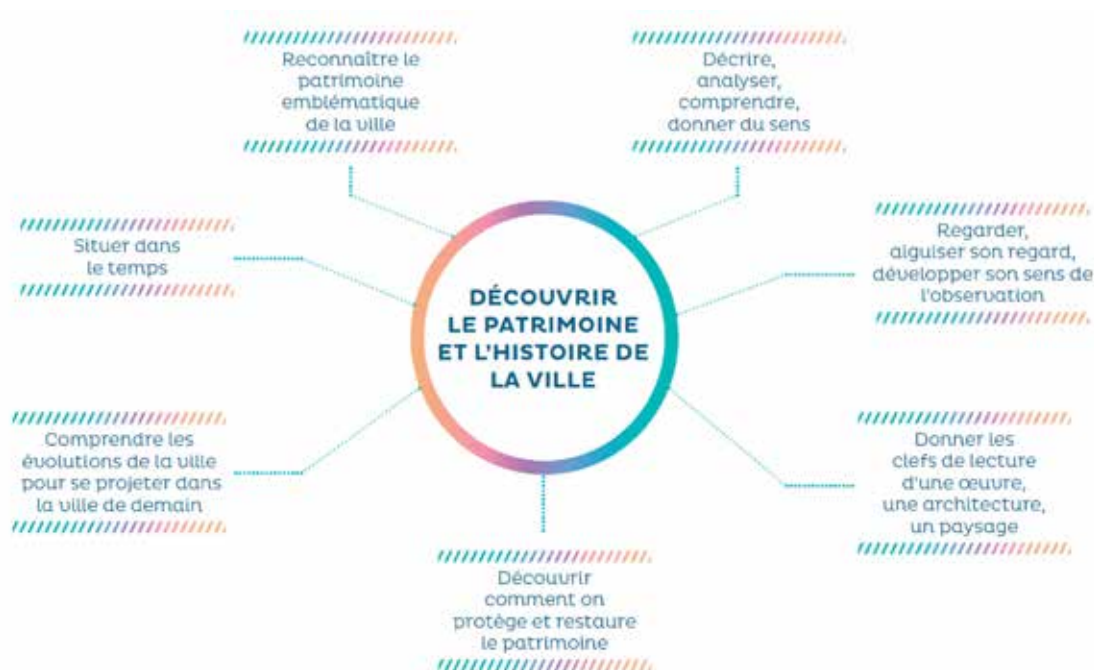 Reconnaître le
patrimoine
emblématique
de la ville
Décrire,
analyser,
comprendre,
donner du sens
Situer dans
le temps
Regarder,
aiguiser son regard,
développer son sens de
l'observation
DÉCOUVRIR
LE PATRIMOINE
ET L'HISTOIRE DE
LA VILLE
Comprendre les
évolutions de la ville
pour se projeter dans
la ville de demain
Donner les
clefs de lecture
d'une œuvre,
une architecture,
un paysage
Découvrir
comment on
protège et restaure
le patrimoine